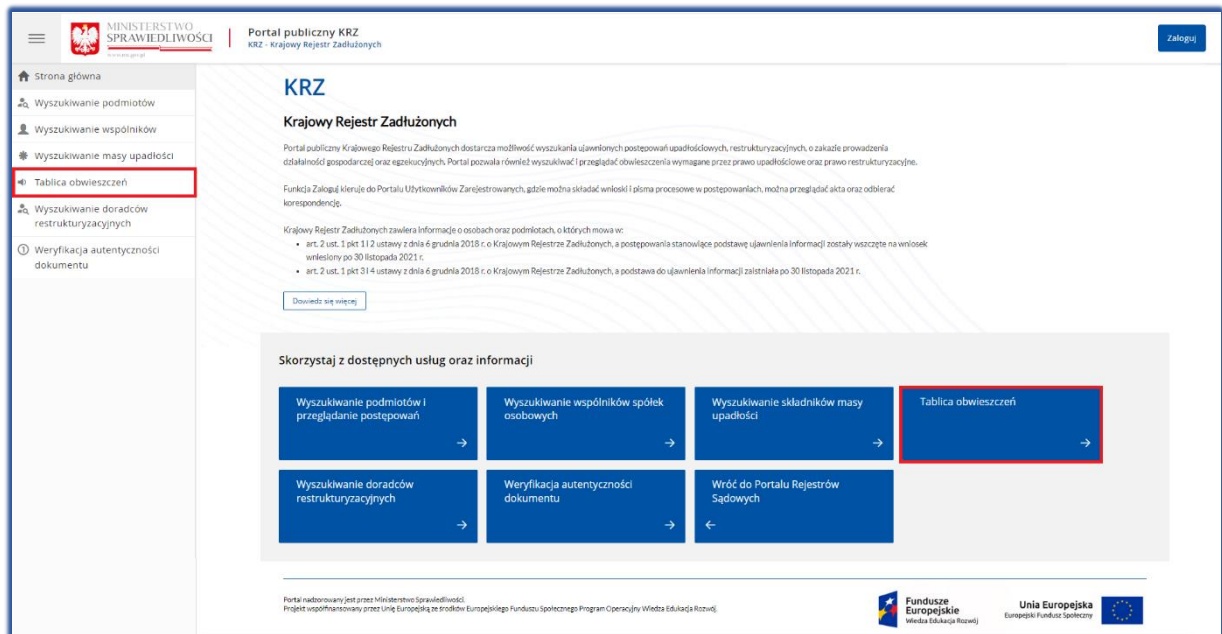 MINISTERSTWO
SPRAWIEDLIWOŚCI
Portal publiczny KRZ
KRZ - Krajowy Rejestr Zadłużonych
Zaloguj
Strona główna
Wyszukiwanie podmiotów
Wyszukiwanie wspólników
Wyszukiwanie masy upadłości
Tablica obwieszczeń
Wyszukiwanie doradców
restrukturyzacyjnych
Weryfikacja autentyczności
dokumentu
KRZ
Krajowy Rejestr Zadłużonych
Portal publiczny Krajowego Rejestru Zadłużonych dostarcza możliwość wyszukania ujawnionych postępowań upadłościowych, restrukturyzacyjnych, o zakazie prowadzenia
działalności gospodarczej oraz egzekucyjnych. Portal pozwala również wyszukiwać i przeglądać obwieszczenia wymagane przez prawo upadłościowe oraz prawo restrukturyzacyjne.
Funkcja Zaloguj kieruje do Portalu Użytkowników Zarejestrowanych, gdzie można składać wnioski i pisma procesowe w postępowaniach, można przeglądać akta oraz odbierać
korespondencję.
Krajowy Rejestr Zadłużonych zawiera informacje o osobach oraz podmiotach, o których mowa w:
• art. 2 ust. 1 pkt 1 i 2 ustawy z dnia 6 grudnia 2018 r. o Krajowym Rejestrze Zadłużonych, a postępowania stanowiące podstawę ujawnienia informacji zostały wszczęte na wniosek
wniesiony po 30 listopada 2021 r.
• art. 2 ust. 1 pkt 3 i 4 ustawy z dnia 6 grudnia 2018 r. o Krajowym Rejestrze Zadłużonych, a podstawa do ujawnienia informacji zaistniała po 30 listopada 2021 r.
Dowiedz się więcej
Skorzystaj z dostępnych usług oraz informacji
Wyszukiwanie podmiotów i
przeglądanie postępowań
Wyszukiwanie wspólników spółek
osobowych
Wyszukiwanie składników masy
upadłości
Tablica obwieszczeń
Wyszukiwanie doradców
restrukturyzacyjnych
Weryfikacja autentyczności
dokumentu
Wróć do Portalu Rejestrów
Sądowych
Portal nadzorowany jest przez Ministerstwo Sprawiedliwości.
Projekt współfinansowany przez Unię Europejską ze środków Europejskiego Funduszu Społecznego Program Operacyjny Wiedza Edukacja Rozwój.
Fundusze
Europejskie
Wiedza Edukacja Rozwój
Unia Europejska
Europejski Fundusz Społeczny